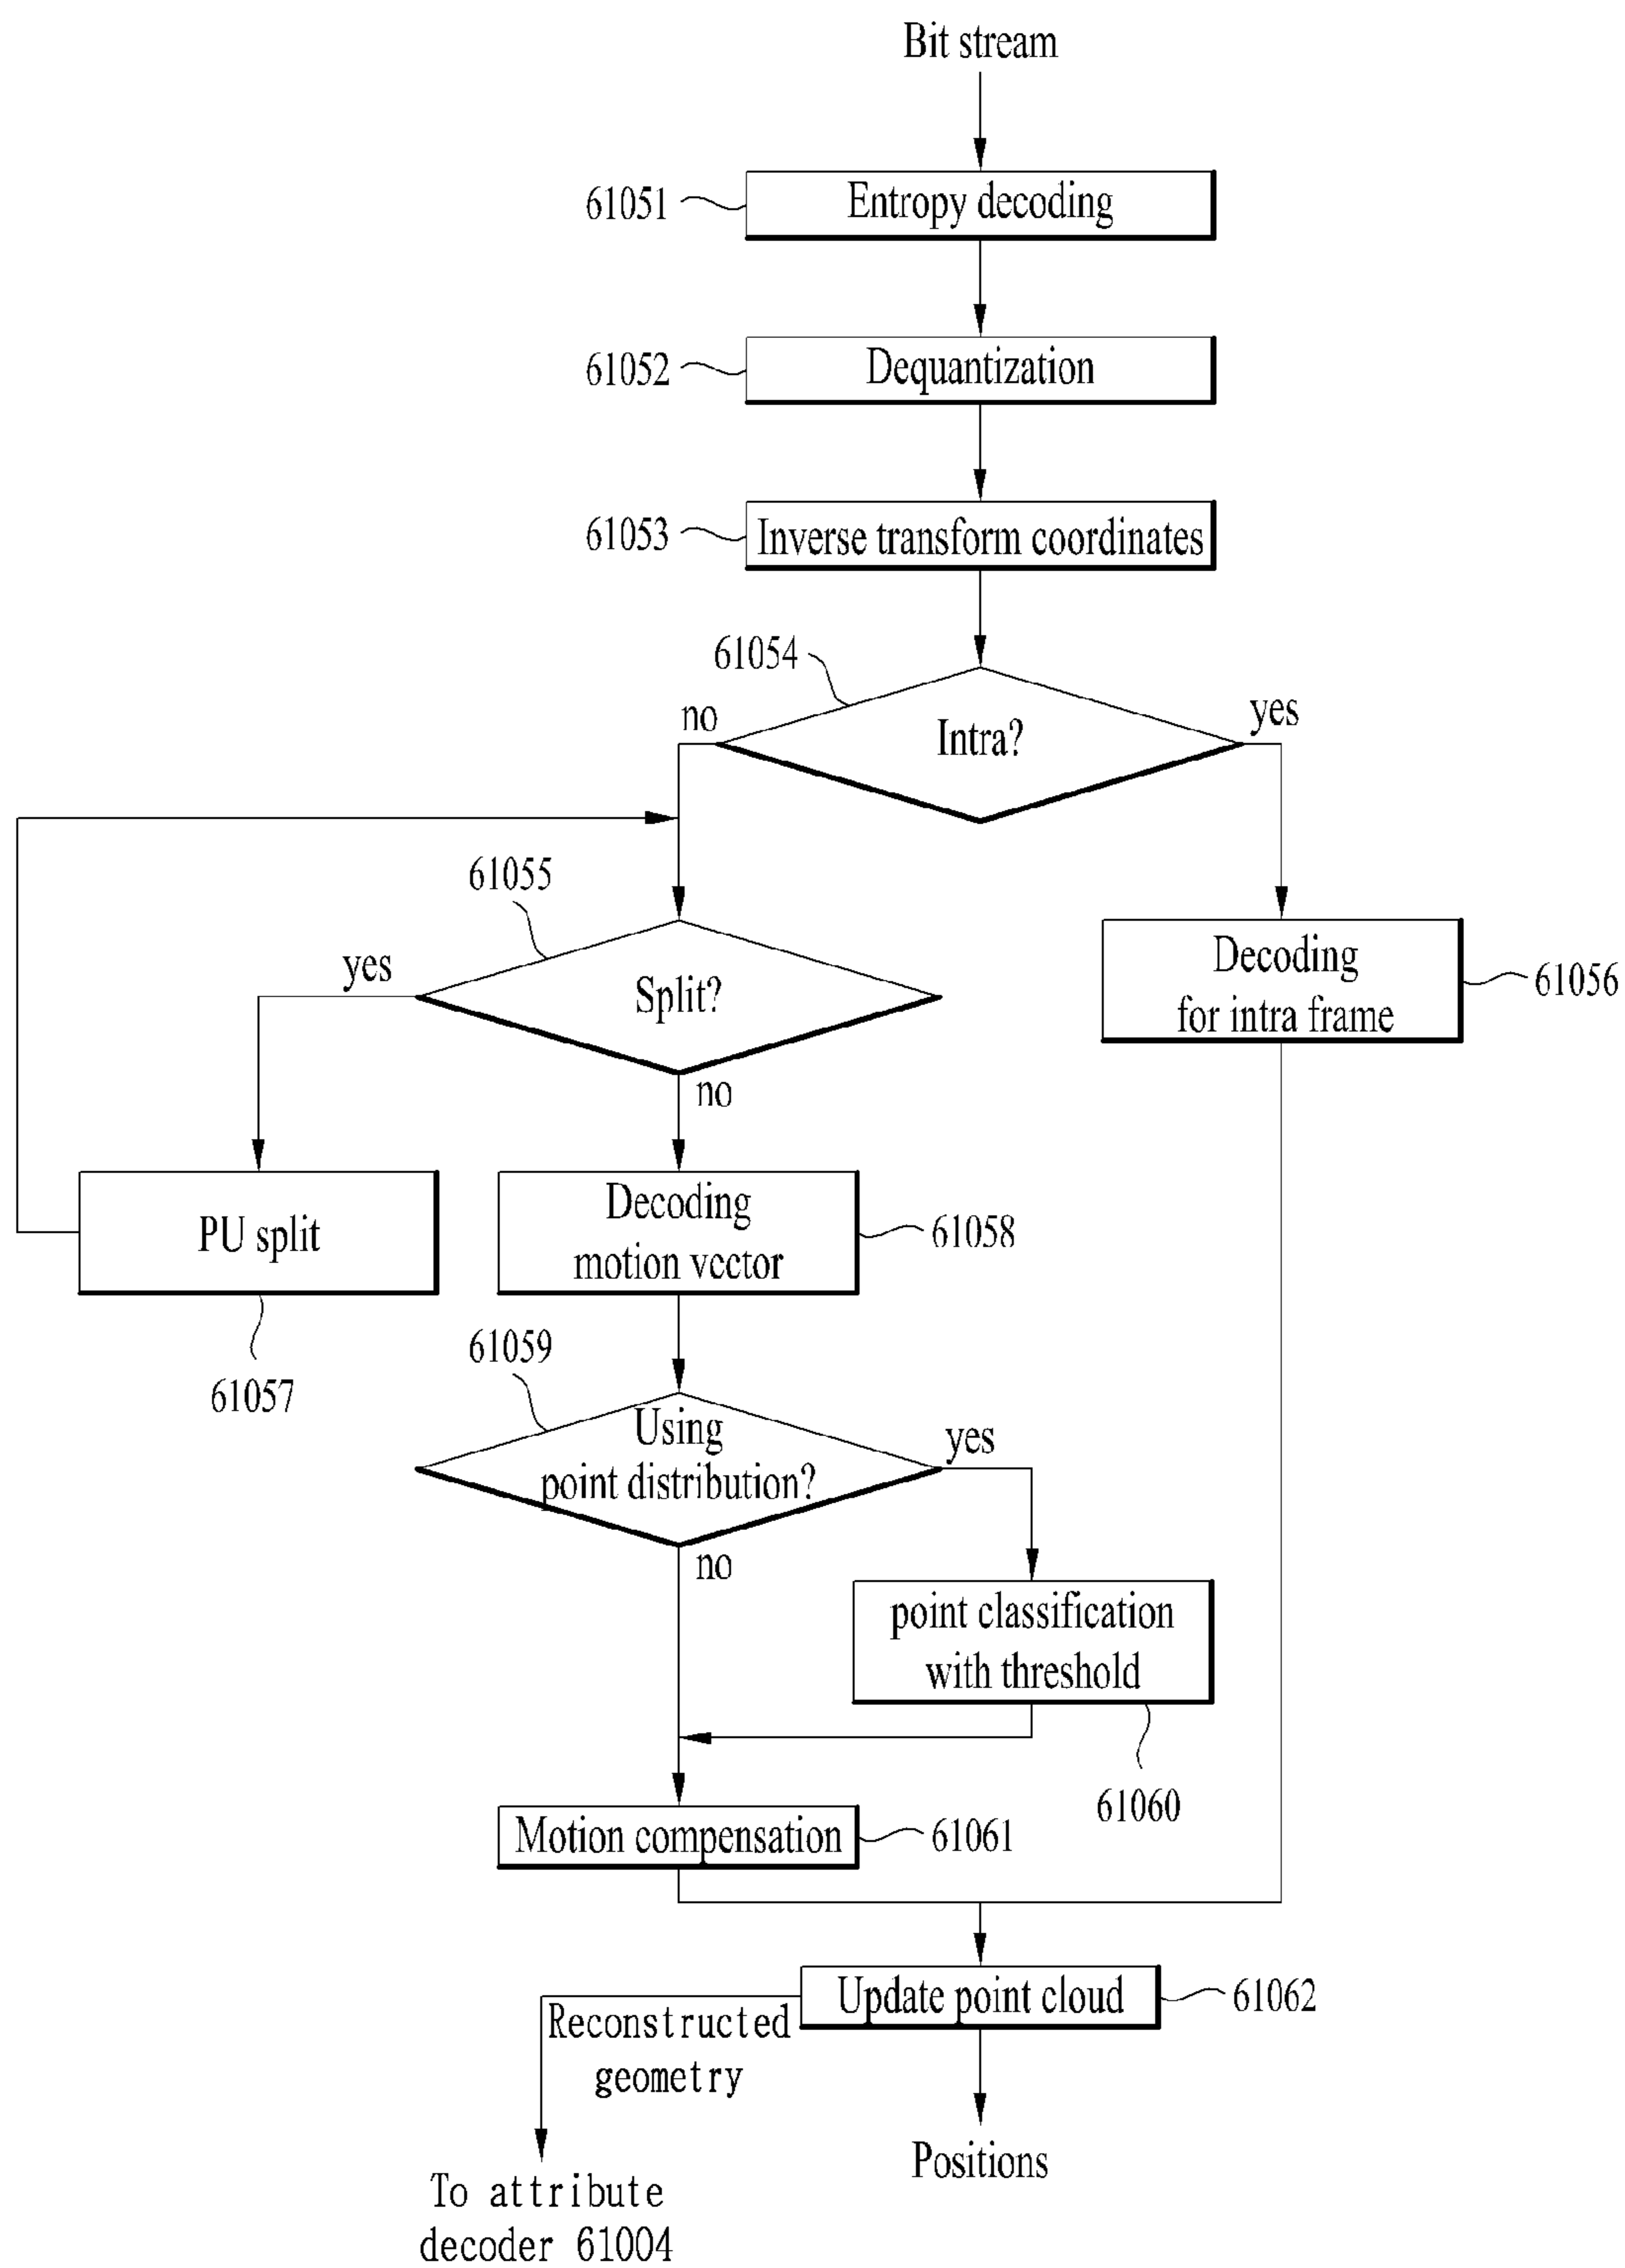 Bit stream
61051
Entropy decoding
61052
Dequantization
61053
Inverse transform coordinates
61054
no
Intra?
yes
61055
yes
Split?
no
Decoding
for intra frame
61056
PU split
61057
Decoding
motion vector
61058
61059
Using
point distribution?
yes
no
point classification
with threshold
61060
Motion compensation
61061
Update point cloud
61062
Reconstructed
geometry
Positions
To attribute
decoder 61004